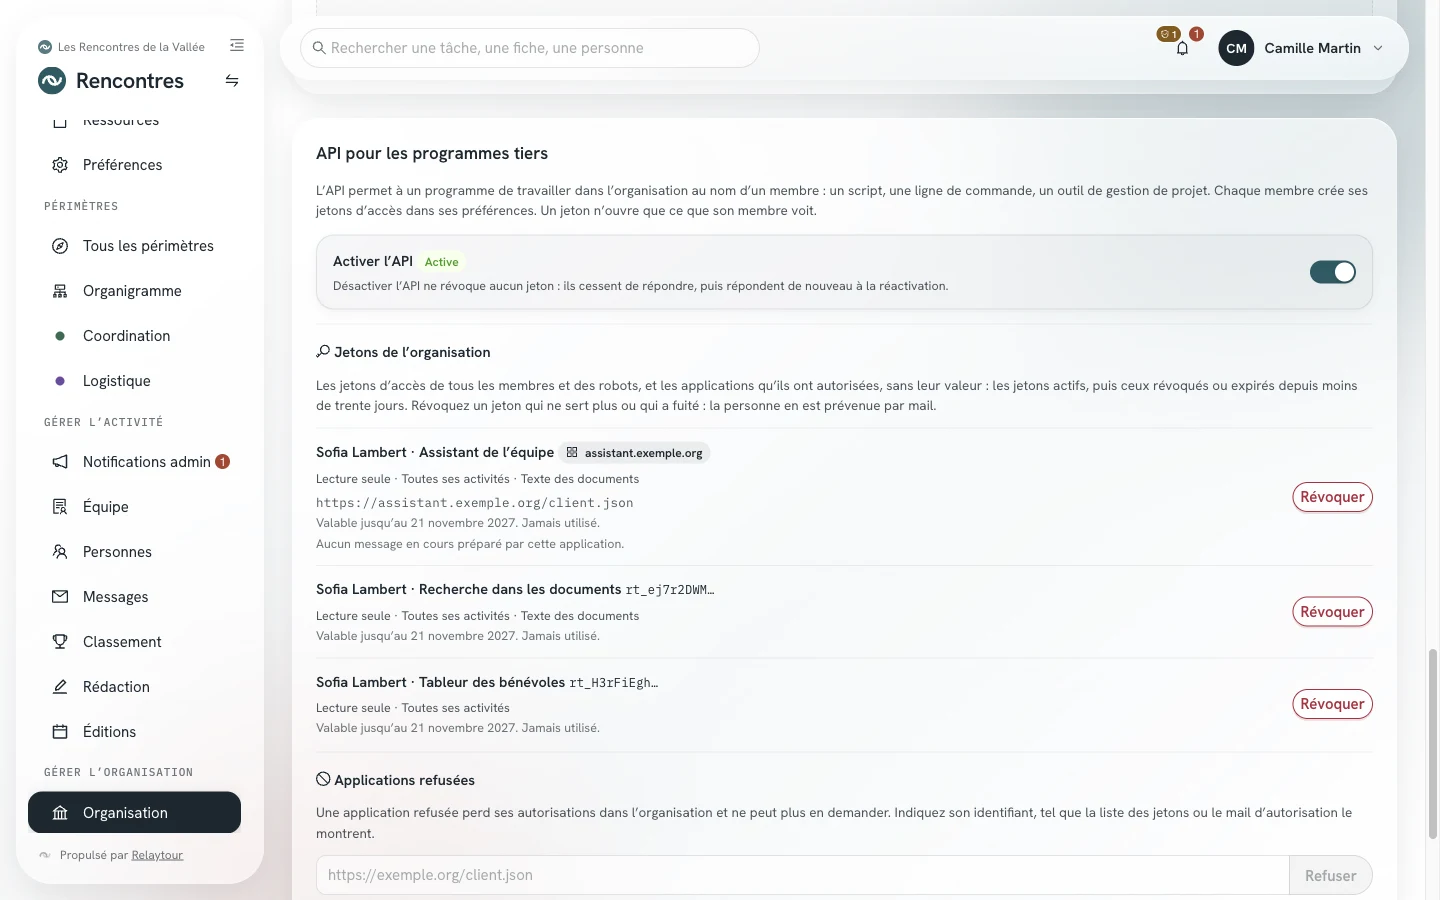 Les Rencontres de la Vallée
Rencontres
Ressources
Préférences
PÉRIMÈTRES
Tous les périmètres
Organigramme
Coordination
Logistique
GÉRER L’ACTIVITÉ
Notifications admin 1
Équipe
Personnes
Messages
Classement
Rédaction
Éditions
GÉRER L’ORGANISATION
Organisation
Propulsé par Relaytour
Rechercher une tâche, une fiche, une personne
1
1
CM Camille Martin
API pour les programmes tiers
L’API permet à un programme de travailler dans l’organisation au nom d’un membre : un script, une ligne de commande, un outil de gestion de projet. Chaque membre crée ses
jetons d’accès dans ses préférences. Un jeton n’ouvre que ce que son membre voit.
Activer l’API Active
Désactiver l’API ne révoque aucun jeton : ils cessent de répondre, puis répondent de nouveau à la réactivation.
Jetons de l’organisation
Les jetons d’accès de tous les membres et des robots, et les applications qu’ils ont autorisées, sans leur valeur : les jetons actifs, puis ceux révoqués ou expirés depuis moins
de trente jours. Révoquez un jeton qui ne sert plus ou qui a fuité : la personne en est prévenue par mail.
Sofia Lambert · Assistant de l’équipe assistant.exemple.org
Lecture seule · Toutes ses activités · Texte des documents
https://assistant.exemple.org/client.json
Valable jusqu’au 21 novembre 2027. Jamais utilisé.
Aucun message en cours préparé par cette application.
Révoquer
Sofia Lambert · Recherche dans les documents rt_ej7r2DWM…
Lecture seule · Toutes ses activités · Texte des documents
Valable jusqu’au 21 novembre 2027. Jamais utilisé.
Révoquer
Sofia Lambert · Tableur des bénévoles rt_H3rFiEgh…
Lecture seule · Toutes ses activités
Valable jusqu’au 21 novembre 2027. Jamais utilisé.
Révoquer
Applications refusées
Une application refusée perd ses autorisations dans l’organisation et ne peut plus en demander. Indiquez son identifiant, tel que la liste des jetons ou le mail d’autorisation le
montrent.
https://exemple.org/client.json
Refuser